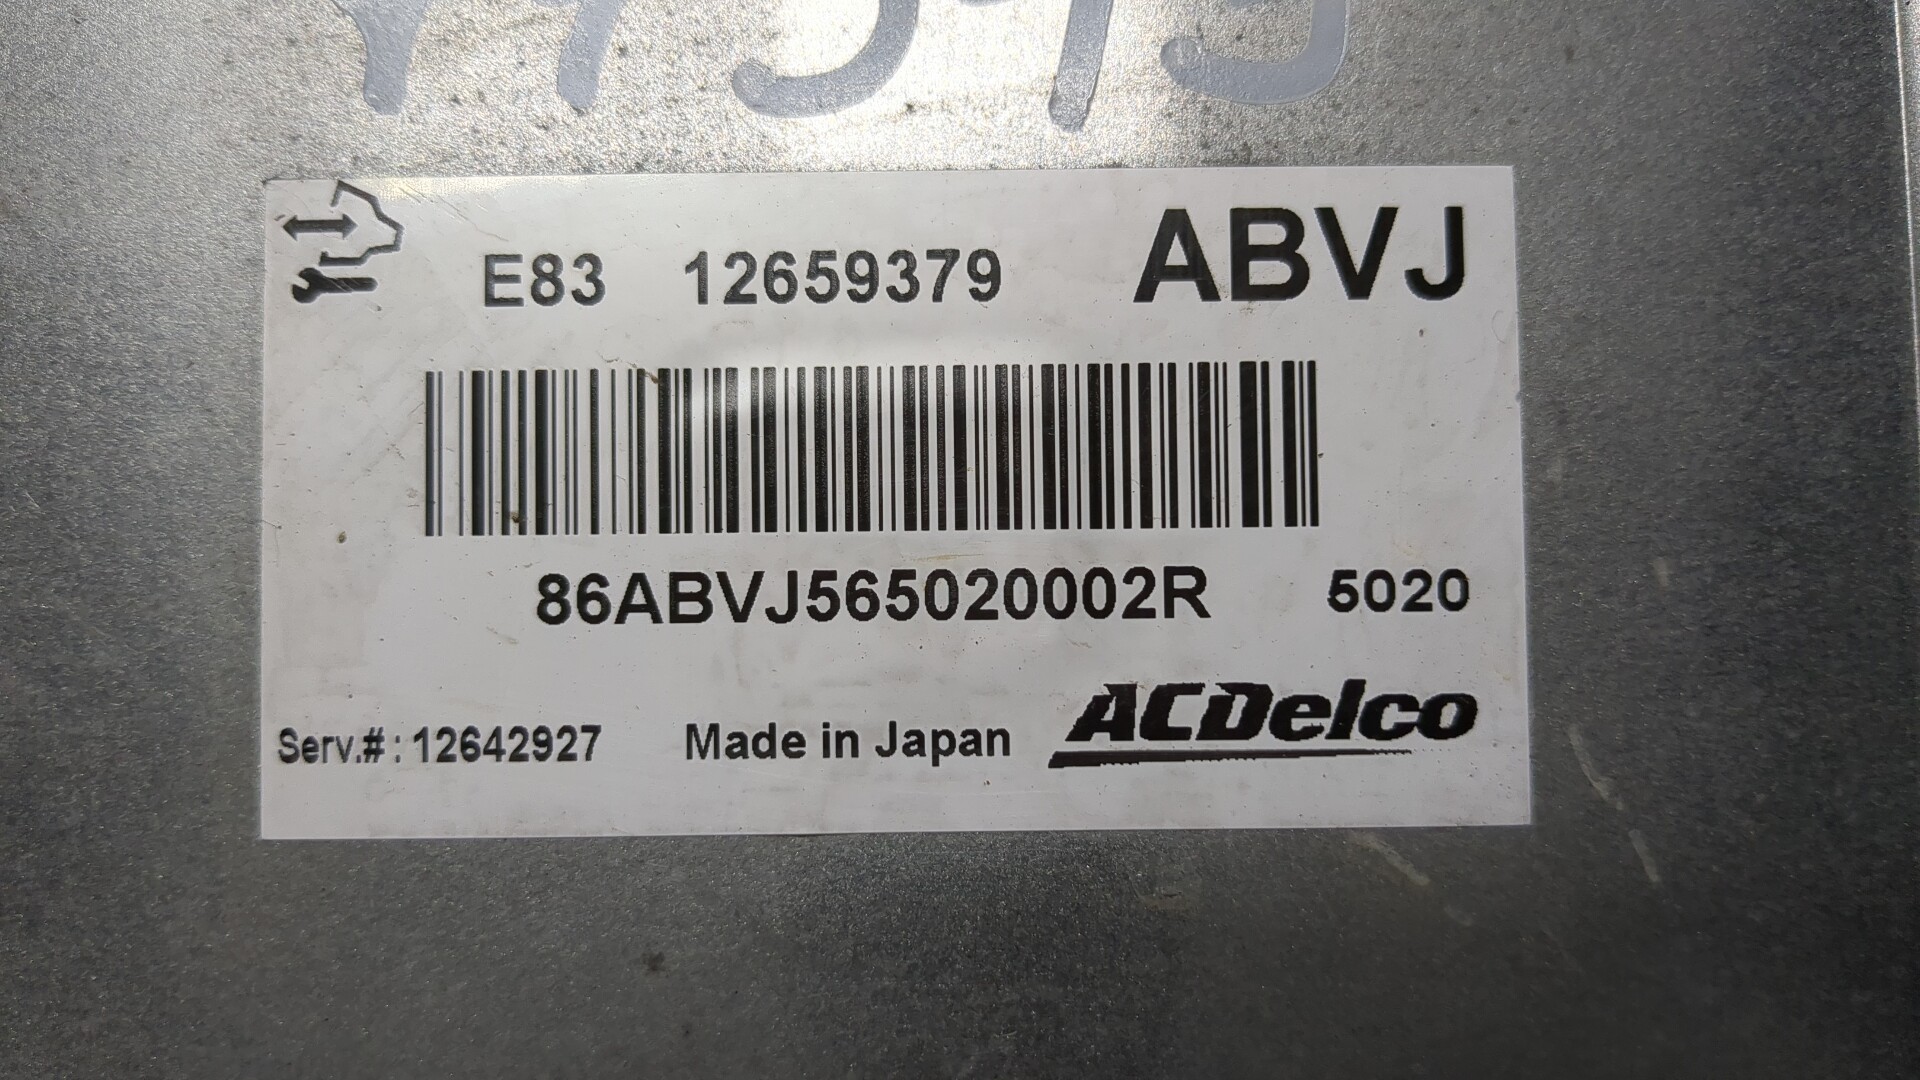 E83 12659379 ABVJ
86ABVJ565020002R 5020
Serv.#: 12642927 Made in Japan ACDelco